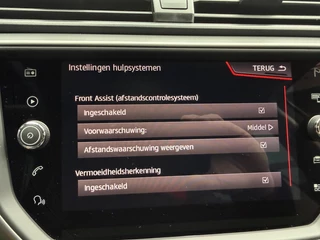 Instellingen hulpsystemen
TERUG
Front Assist (afstandscontrolesysteem)
Ingeschakeld
Voorwaarschuwing: Middel
Afstandswaarschuwing weergeven
Vermoeidheidsherkenning
Ingeschakeld